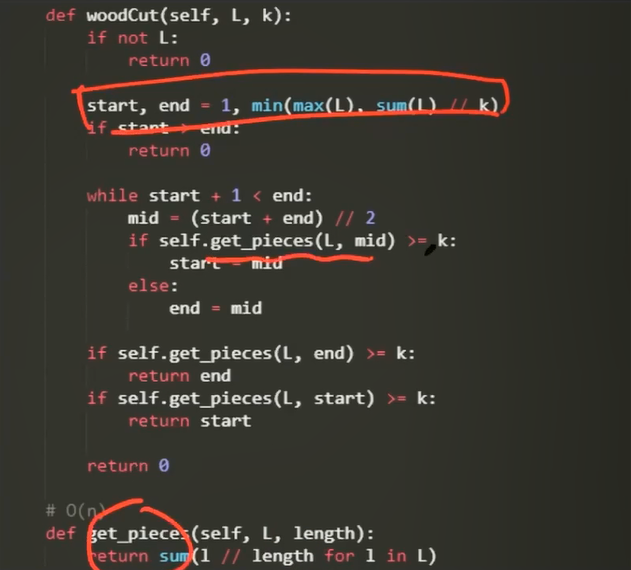 def woodCut(self, L, k):
    if not L:
        return 0
    start, end = 1, min(max(L), sum(L) // k)
    if start > end:
        return 0
    while start + 1 < end:
        mid = (start + end) // 2
        if self.get_pieces(L, mid) >= k:
            start = mid
        else:
            end = mid
    if self.get_pieces(L, end) >= k:
        return end
    if self.get_pieces(L, start) >= k:
        return start
    return 0
# O(n)
def get_pieces(self, L, length):
    return sum(l // length for l in L)